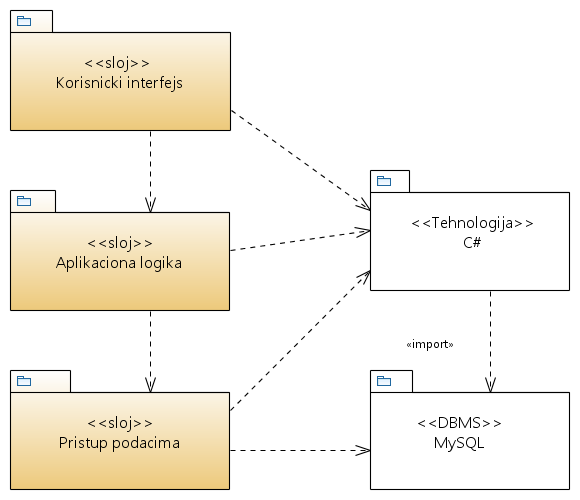 <<sloj>>
Korisnicki interfejs
<<sloj>>
Aplikaciona logika
<<Tehnologija>>
C#
«import»
<<sloj>>
Pristup podacima
<<DBMS>>
MySQL